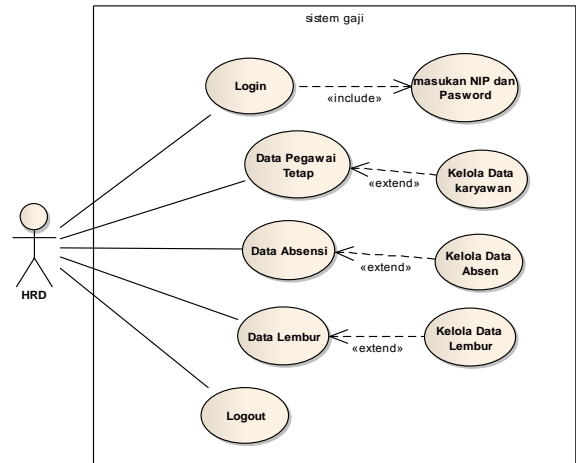 sistem gaji
Login
«include»
masukan NIP dan
Pasword
Data Pegawai
Tetap
«extend»
Kelola Data
karyawan
HRD
Data Absensi
«extend»
Kelola Data
Absen
Data Lembur
«extend»
Kelola Data
Lembur
Logout